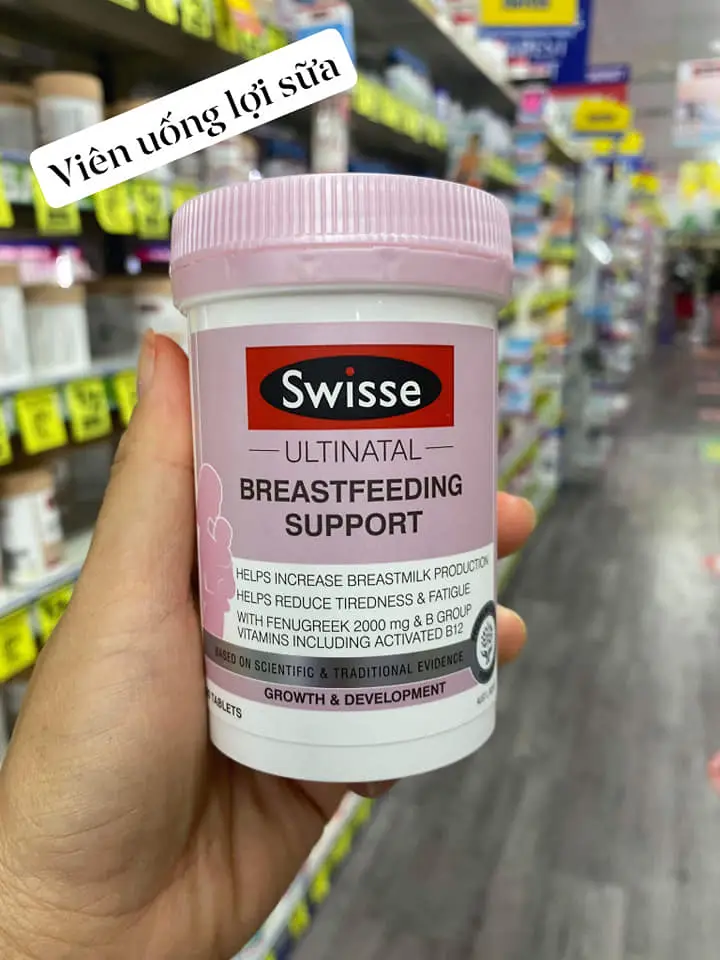 Viên uống lợi sữa
Swisse
ULTINATAL
BREASTFEEDING
SUPPORT
HELPS INCREASE BREASTMILK PRODUCTION
HELPS REDUCE TIREDNESS & FATIGUE
WITH FENUGREEK 2000 mg & B GROUP
VITAMINS INCLUDING ACTIVATED B12
BASED ON SCIENTIFIC & TRADITIONAL EVIDENCE
GROWTH & DEVELOPMENT
TABLETS